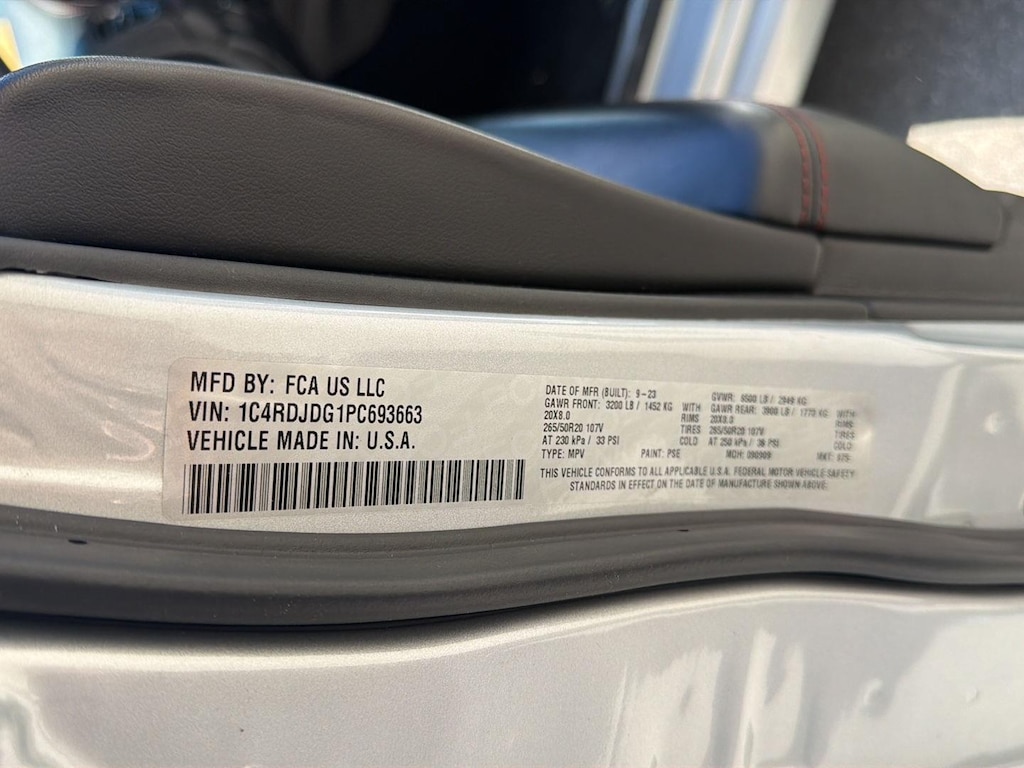 MFD BY: FCA US LLC
VIN: 1C4RDJDG1PC693663
VEHICLE MADE IN: U.S.A.
DATE OF MFR (BUILT): 9-23 GVWR: 6500 LB / 2949 KG
GAWR FRONT: 3200 LB / 1452 KG WITH GAWR REAR: 3900 LB / 1770 KG WITH
20X8.0 RIMS 20X8.0 RIMS
265/50R20 107V TIRES 265/50R20 107V TIRES
AT 230 kPa / 33 PSI COLD AT 250 kPa / 36 PSI COLD
TYPE: MPV PAINT: PSE MDH: 090909 MKT:
THIS VEHICLE CONFORMS TO ALL APPLICABLE U.S.A. FEDERAL MOTOR VEHICLE SAFETY
STANDARDS IN EFFECT ON THE DATE OF MANUFACTURE SHOWN ABOVE.